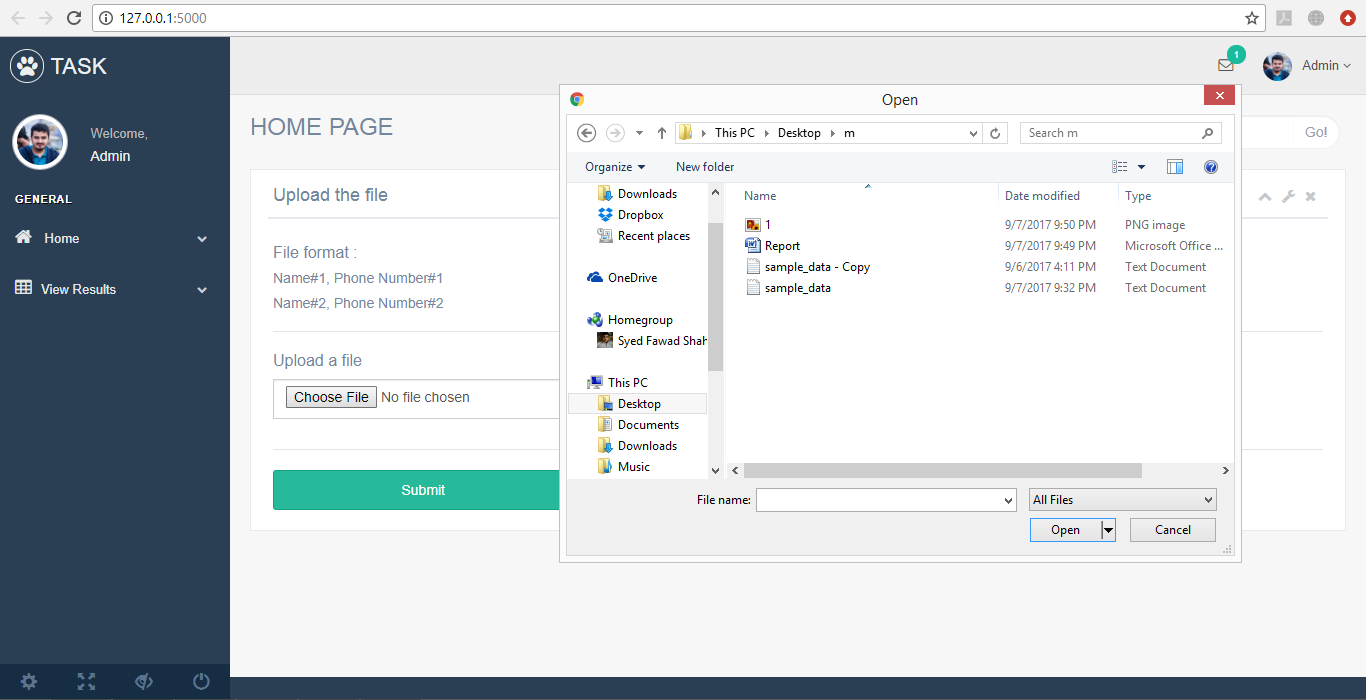 127.0.0.1:5000
TASK
1
Admin
Welcome,
Admin
GENERAL
Home
View Results
HOME PAGE
Go!
Upload the file
File format :
Name#1, Phone Number#1
Name#2, Phone Number#2
Upload a file
Choose File No file chosen
Submit
Open
This PC Desktop m
Search m
Organize New folder
Downloads
Dropbox
Recent places
OneDrive
Homegroup
Syed Fawad Shah
This PC
Desktop
Documents
Downloads
Music
Name Date modified Type
1 9/7/2017 9:50 PM PNG image
Report 9/7/2017 9:49 PM Microsoft Office ...
sample_data - Copy 9/6/2017 4:11 PM Text Document
sample_data 9/7/2017 9:32 PM Text Document
File name: All Files
Open Cancel